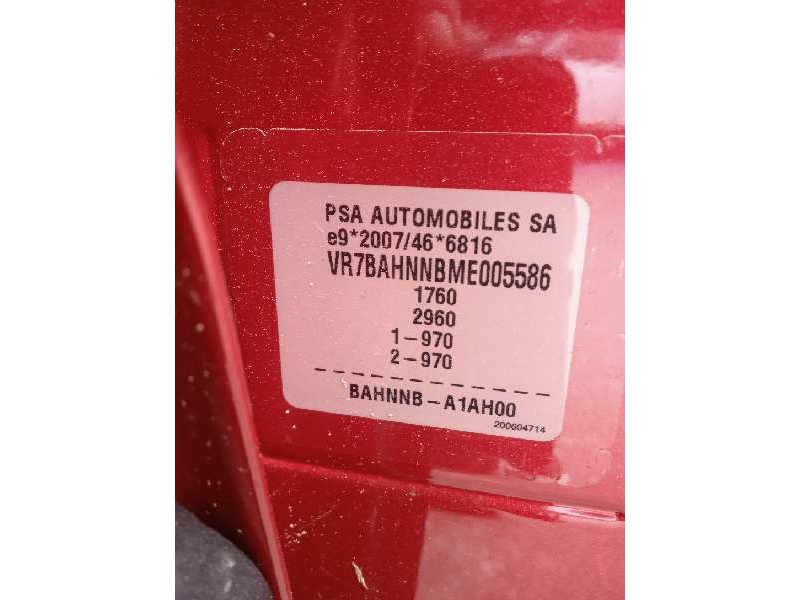 PSA AUTOMOBILES SA
e9*2007/46*6816
VR7BAHNNBME005586
1760
2960
1-970
2-970
BAHNNB-A1AH00
200604714